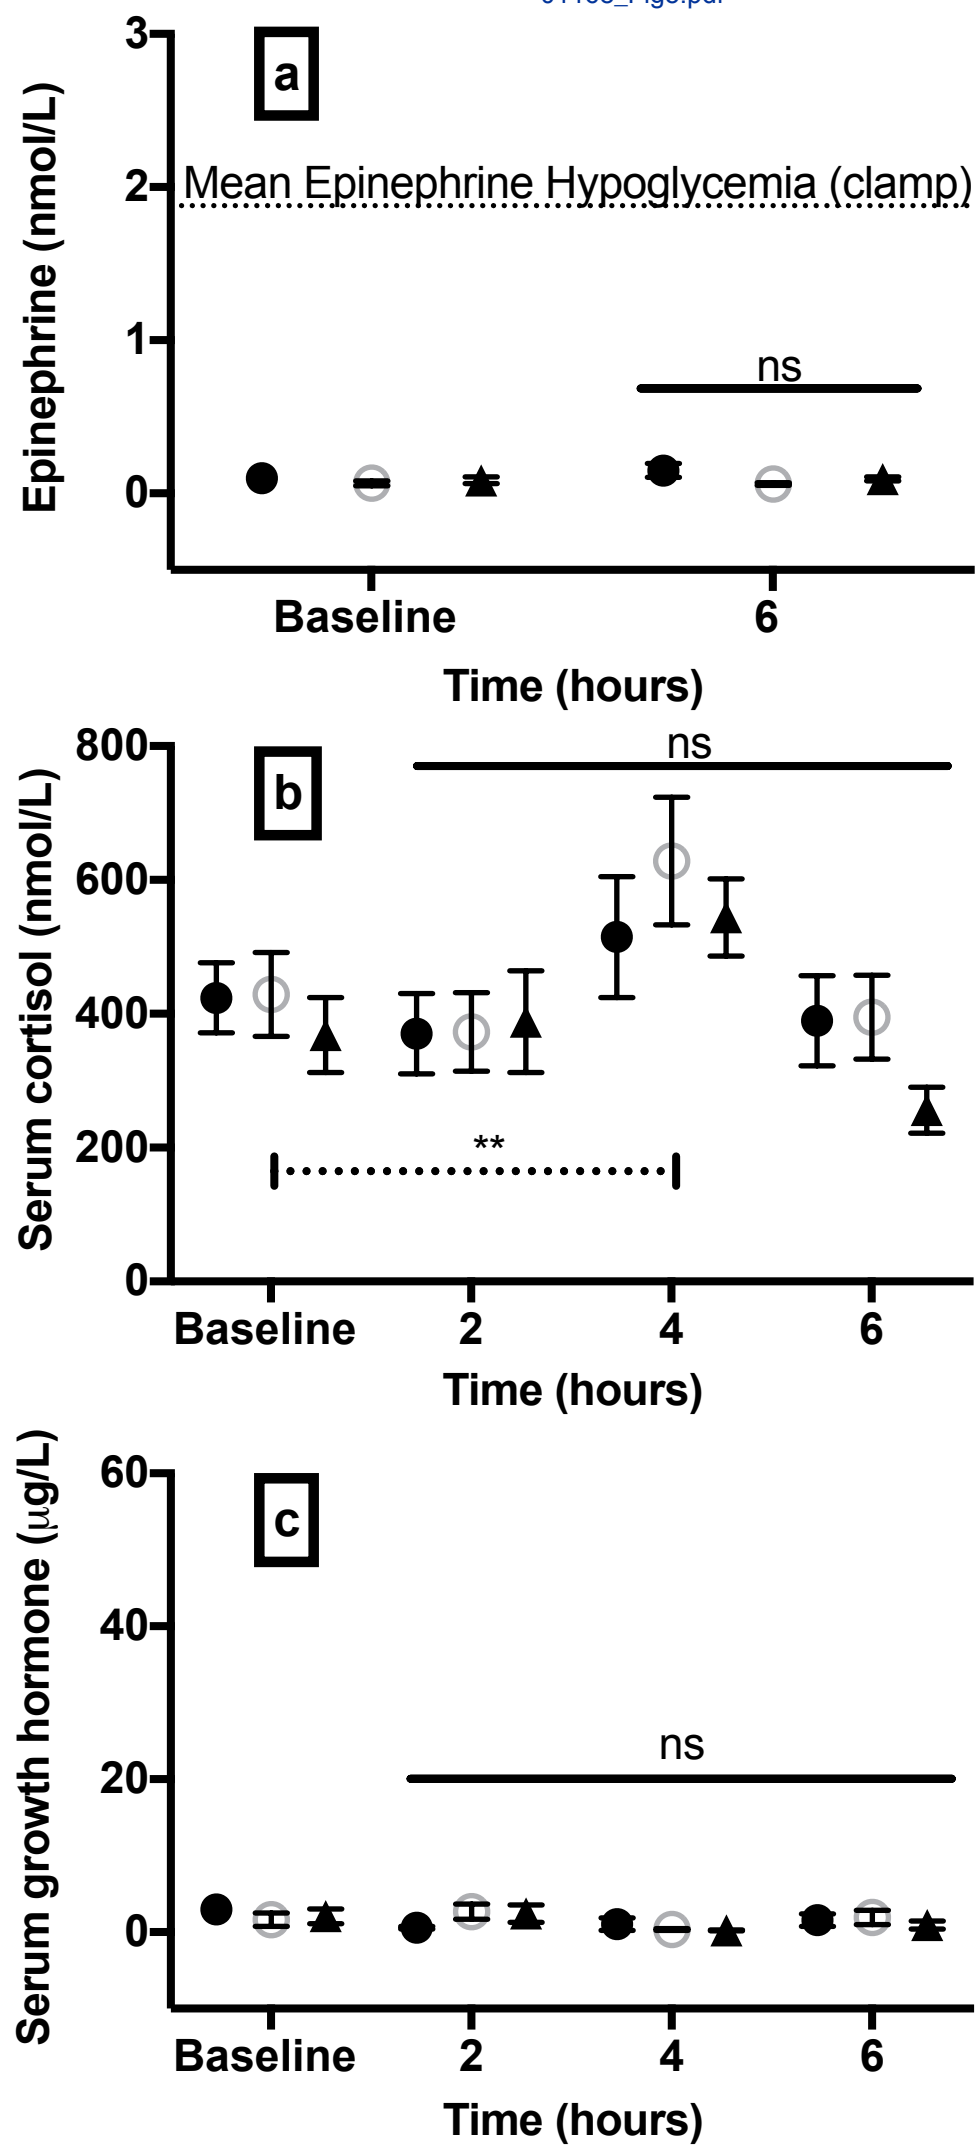 3
a
Mean Epinephrine Hypoglycemia (clamp)
2
1
ns
0
Epinephrine (nmol/L)
Baseline 6
Time (hours)
800
ns
b
600
400
200
**
0
Serum cortisol (nmol/L)
Baseline 2 4 6
Time (hours)
60
c
40
ns
20
0
Serum growth hormone (μg/L)
Baseline 2 4 6
Time (hours)